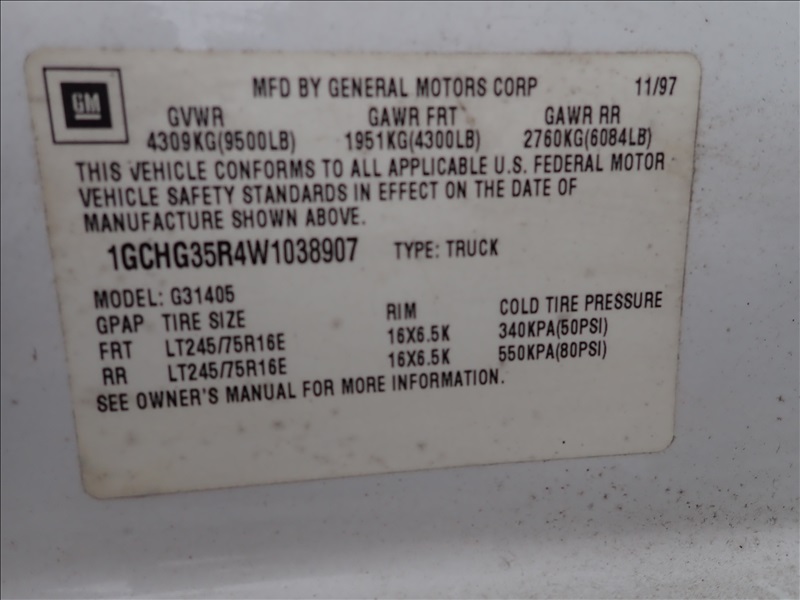 GM
MFD BY GENERAL MOTORS CORP 11/97
GVWR GAWR FRT GAWR RR
4309KG(9500LB) 1951KG(4300LB) 2760KG(6084LB)
THIS VEHICLE CONFORMS TO ALL APPLICABLE U.S. FEDERAL MOTOR
VEHICLE SAFETY STANDARDS IN EFFECT ON THE DATE OF
MANUFACTURE SHOWN ABOVE.
1GCHG35R4W1038907 TYPE: TRUCK
MODEL: G31405
GPAP TIRE SIZE RIM COLD TIRE PRESSURE
FRT LT245/75R16E 16X6.5K 340KPA(50PSI)
RR LT245/75R16E 16X6.5K 550KPA(80PSI)
SEE OWNER'S MANUAL FOR MORE INFORMATION.